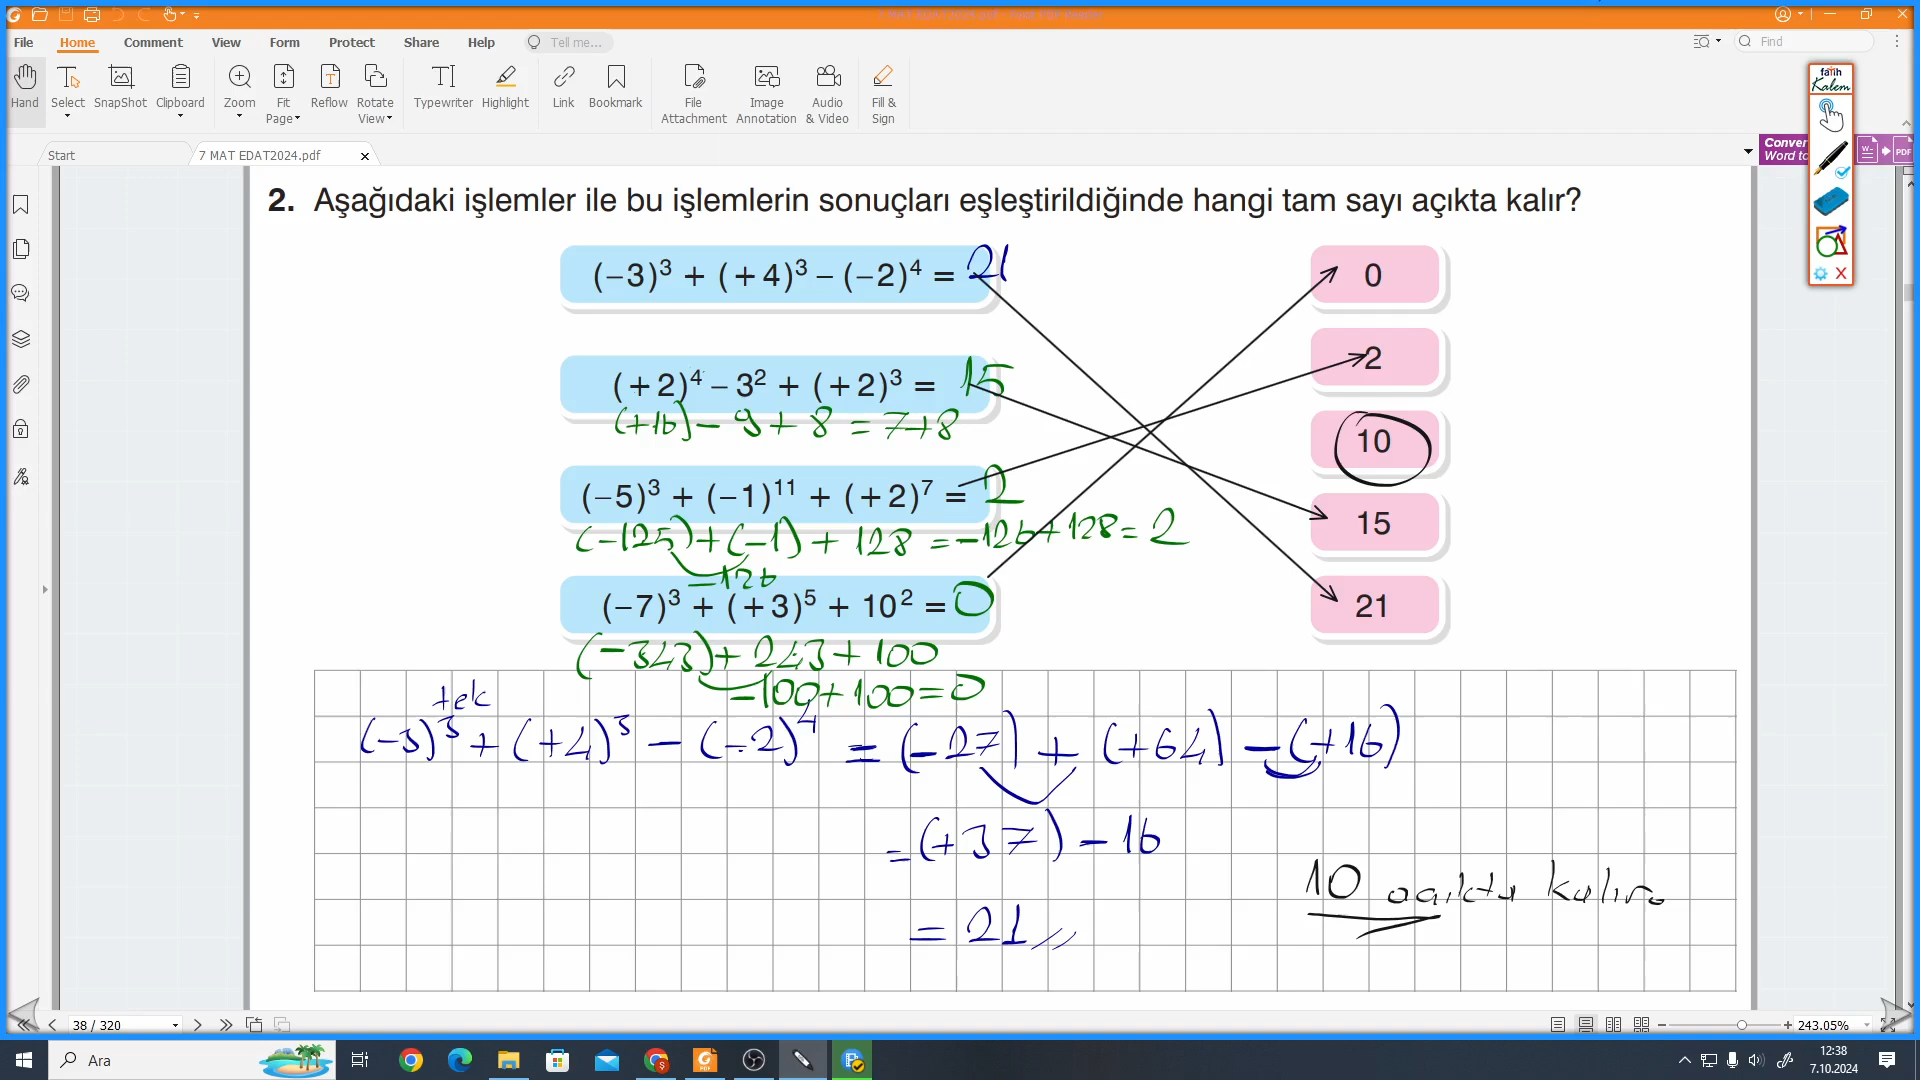 File Home Comment View Form Protect Share Help Tell me... Find
Hand Select SnapShot Clipboard Zoom Fit Page Reflow Rotate View Typewriter Highlight Link Bookmark File Attachment Image Annotation Audio & Video Fill & Sign
fatih Kalem
Start 7 MAT EDAT2024.pdf
Conver
Word to
PDF
2. Aşağıdaki işlemler ile bu işlemlerin sonuçları eşleştirildiğinde hangi tam sayı açıkta kalır?
(−3)³ + (+4)³ − (−2)⁴ = 21
0
(+2)⁴ − 3² + (+2)³ = 15
2
(+16) − 9 + 8 = 7+8
10
(−5)³ + (−1)¹¹ + (+2)⁷ = 2
15
(−125) + (−1) + 128 = −126+128 = 2
−126
(−7)³ + (+3)⁵ + 10² = 0
21
(−343) + 243 + 100
−100+100=0
tek
(−3)³ + (+4)³ − (−2)⁴ = (−27) + (+64) − (+16)
= (+37) − 16
10 açıkta kalır.
= 21
38 / 320
243.05%
Ara
12:38
7.10.2024